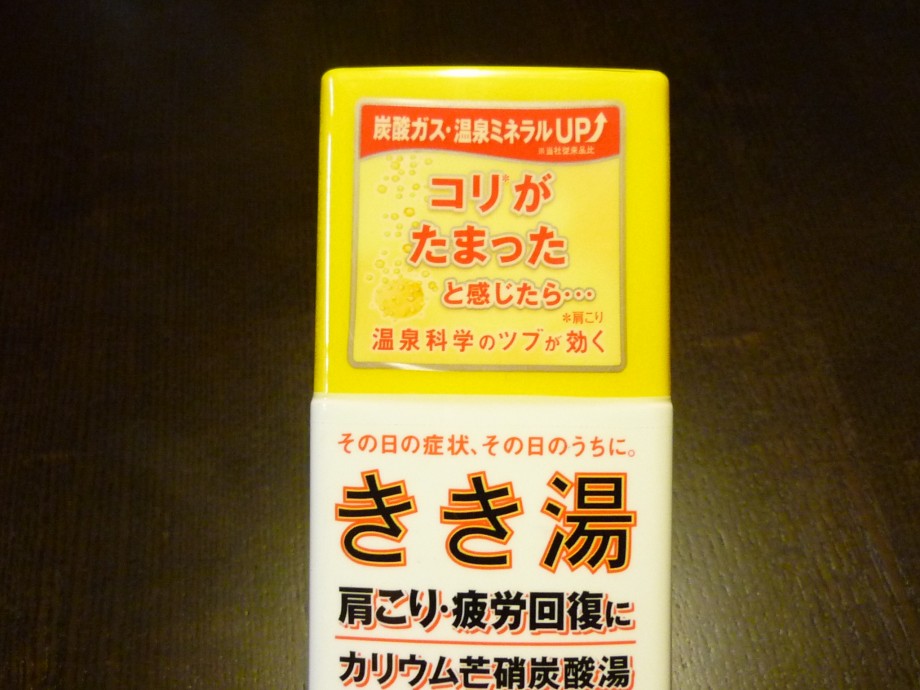 炭酸ガス・温泉ミネラルUP↑
※当社従来品比
コリ*が
たまった
と感じたら…
*肩こり
温泉科学のツブが効く
その日の症状、その日のうちに。
きき湯
肩こり・疲労回復に
カリウム芒硝炭酸湯